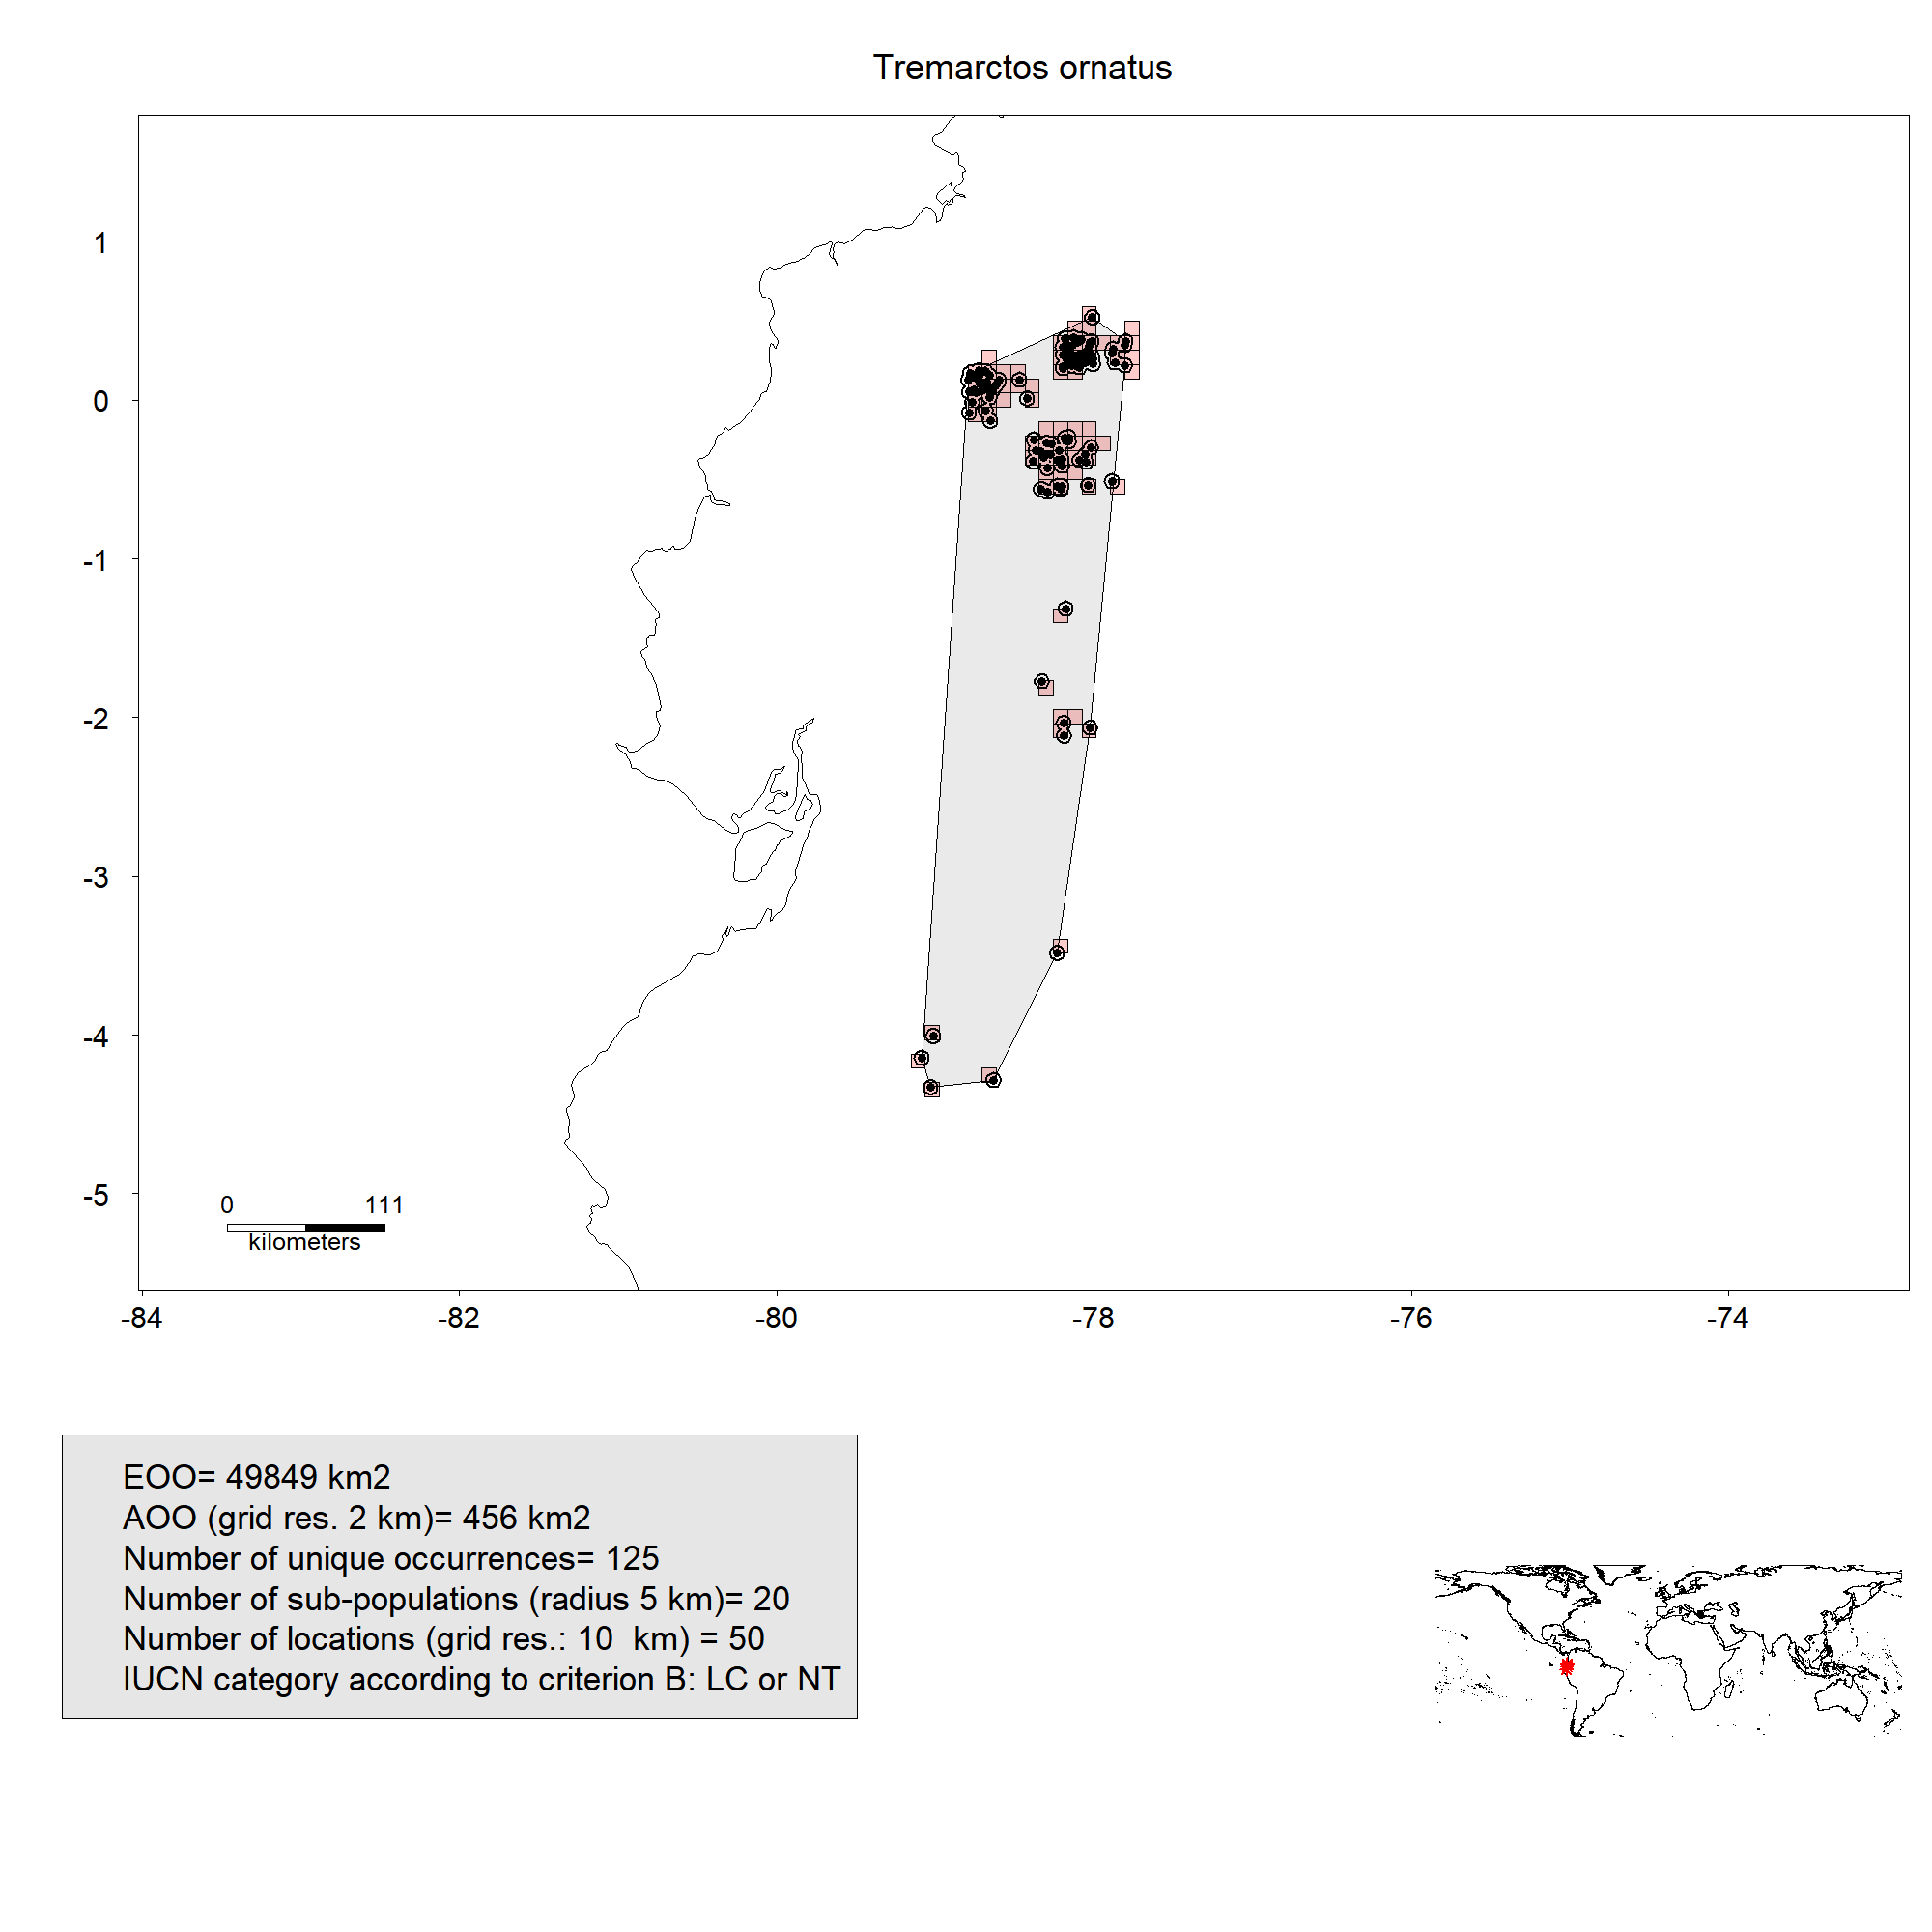 Tremarctos ornatus
1
0
-1
-2
-3
-4
-5
0 111
kilometers
-84 -82 -80 -78 -76 -74
EOO= 49849 km2
AOO (grid res. 2 km)= 456 km2
Number of unique occurrences= 125
Number of sub-populations (radius 5 km)= 20
Number of locations (grid res.: 10  km) = 50
IUCN category according to criterion B: LC or NT